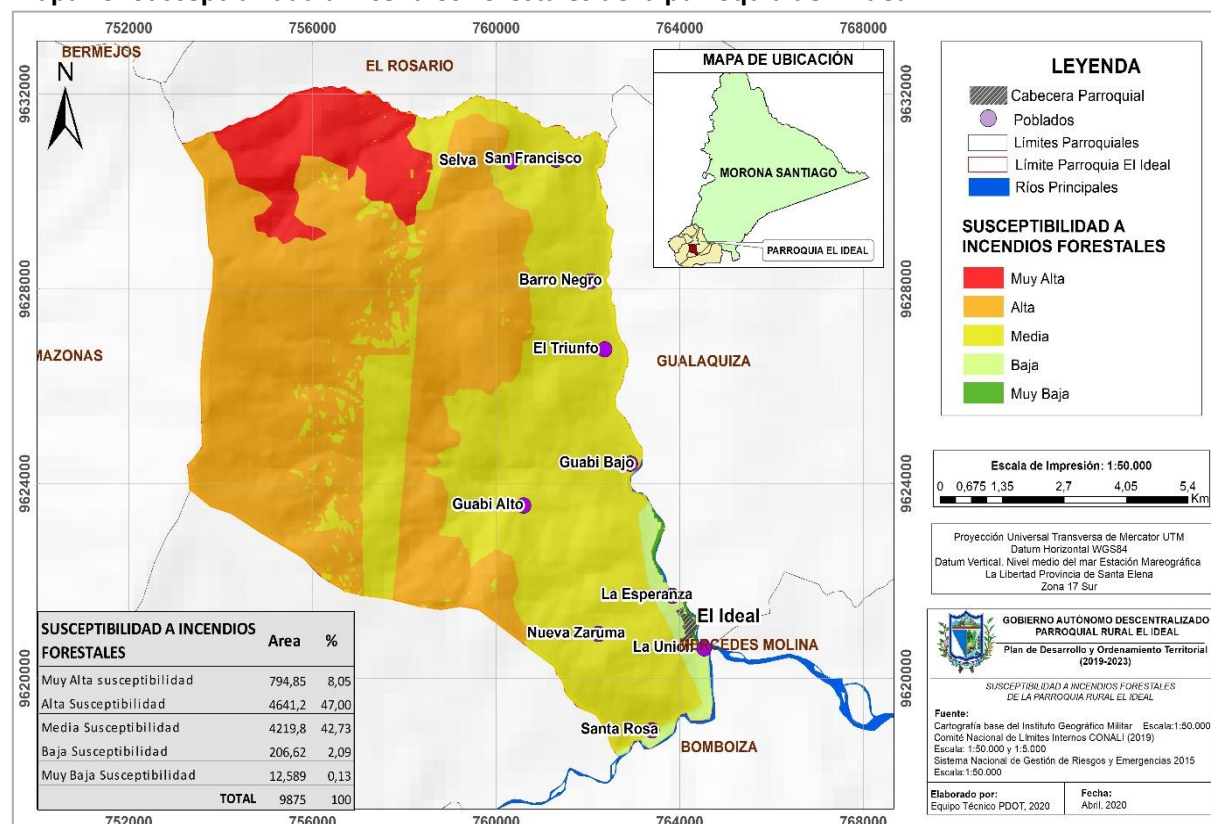 752000
756000
760000
764000
768000
9632000
9628000
9624000
9620000
9632000
9628000
9624000
9620000
BERMEJOS
EL ROSARIO
N
MAZONAS
GUALAQUIZA
MERCEDES MOLINA
BOMBOIZA
Selva
San Francisco
Barro Negro
El Triunfo
Guabi Bajo
Guabi Alto
La Esperanza
El Ideal
Nueva Zaruma
La Unión
Santa Rosa
MAPA DE UBICACIÓN
MORONA SANTIAGO
PARROQUIA EL IDEAL
LEYENDA
Cabecera Parroquial
Poblados
Límites Parroquiales
Límite Parroquia El Ideal
Ríos Principales
SUSCEPTIBILIDAD A
INCENDIOS FORESTALES
Muy Alta
Alta
Media
Baja
Muy Baja
Escala de Impresión: 1:50.000
0 0,675 1,35 2,7 4,05 5,4
Km
Proyección Universal Transversa de Mercator UTM
Datum Horizontal WGS84
Datum Vertical. Nivel medio del mar Estación Mareográfica
La Libertad Provincia de Santa Elena
Zona 17 Sur
GOBIERNO AUTÓNOMO DESCENTRALIZADO
PARROQUIAL RURAL EL IDEAL
Plan de Desarrollo y Ordenamiento Territorial
(2019-2023)
SUSCEPTIBILIDAD A INCENDIOS FORESTALES
DE LA PARROQUIA RURAL EL IDEAL
Fuente:
Cartografía base del Instituto Geográfico Militar Escala:1:50.000
Comité Nacional de Límites Internos CONALI (2019)
Escala: 1:50.000 y 1:5.000
Sistema Nacional de Gestión de Riesgos y Emergencias 2015
Escala:1:50.000
Elaborado por:
Equipo Técnico PDOT, 2020
Fecha:
Abril, 2020
SUSCEPTIBILIDAD A INCENDIOS FORESTALES Area %
Muy Alta susceptibilidad 794,85 8,05
Alta Susceptibilidad 4641,2 47,00
Media Susceptibilidad 4219,8 42,73
Baja Susceptibilidad 206,62 2,09
Muy Baja Susceptibilidad 12,589 0,13
TOTAL 9875 100
752000
756000
760000
764000
768000